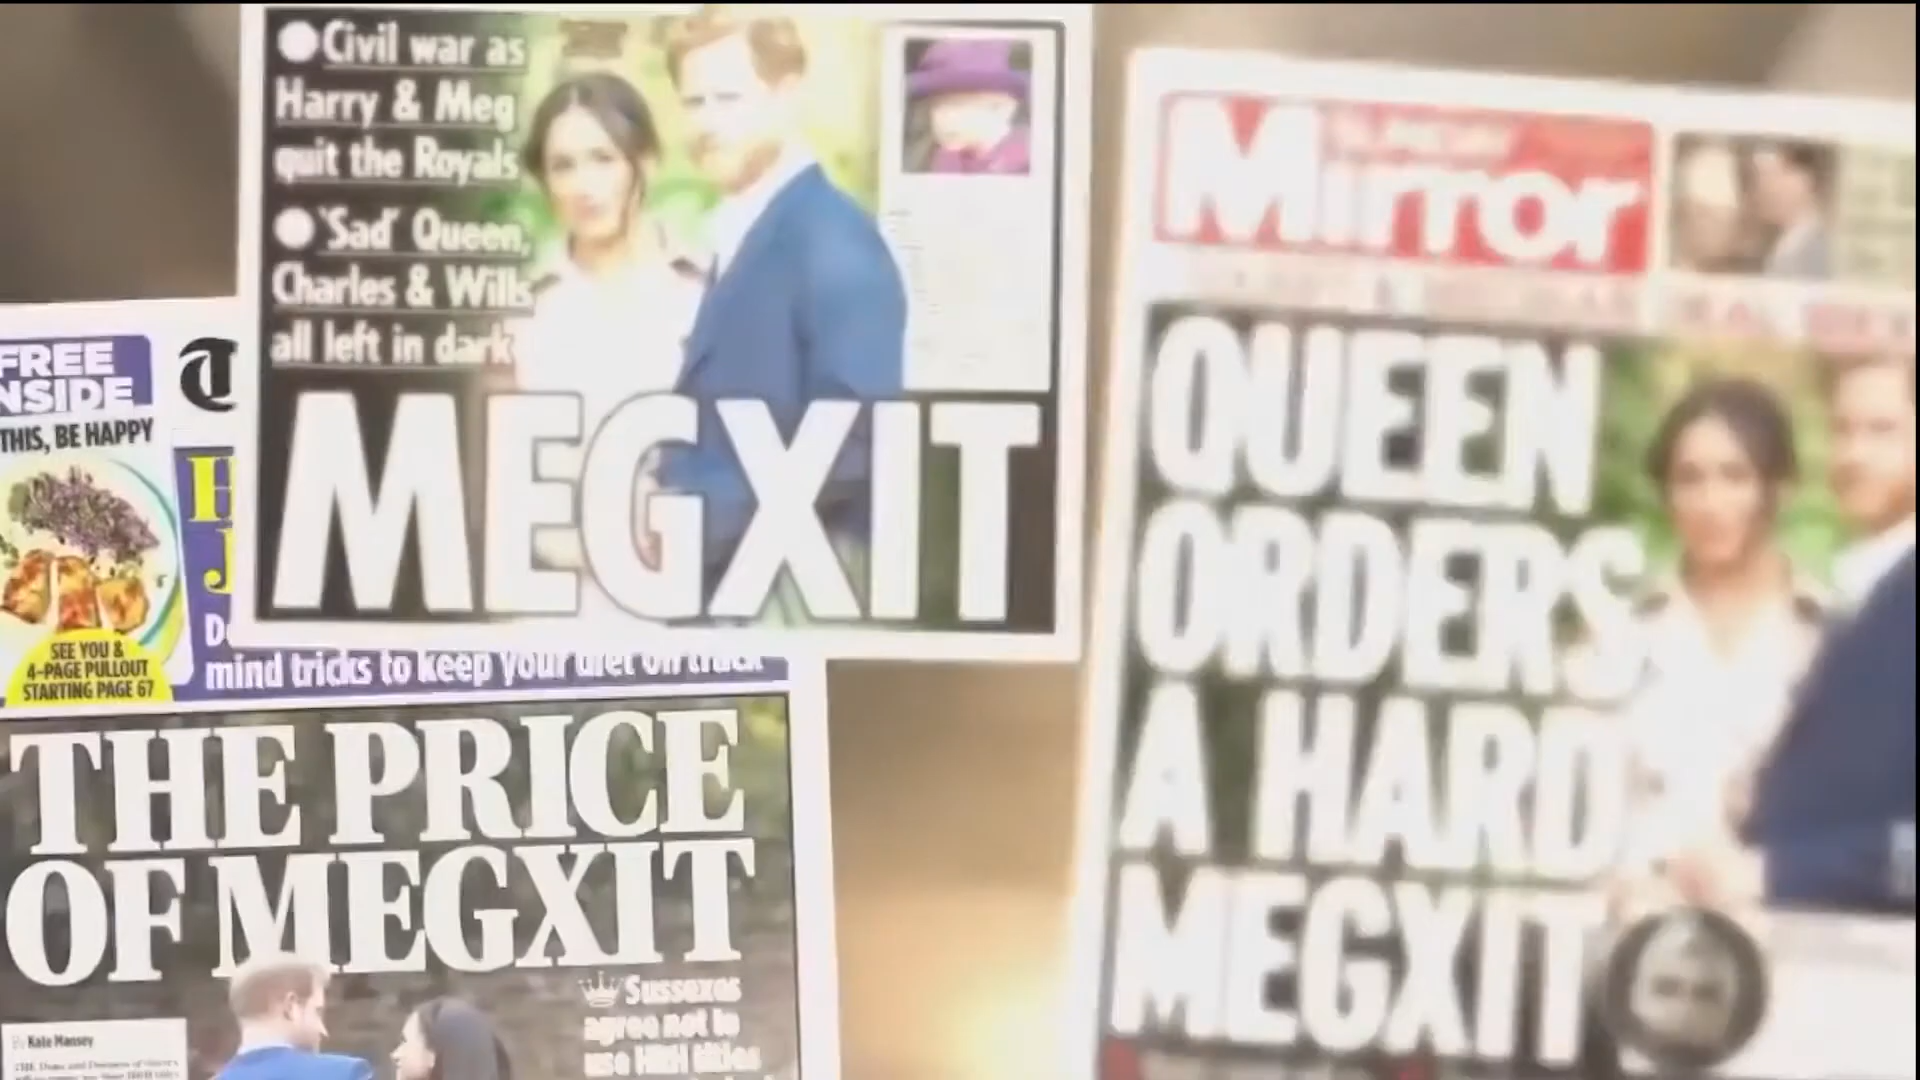 Civil war as
Harry & Meg
quit the Royals
'Sad' Queen,
Charles & Wills
all left in dark
MEGXIT
FREE
INSIDE
THIS, BE HAPPY
SEE YOU &
4-PAGE PULLOUT
STARTING PAGE 67
mind tricks to keep your diet on track
THE PRICE
OF MEGXIT
Sussexes
agree not to
use HRH titles
By Kate Mansey
SUNDAY
Mirror
QUEEN
ORDERS
A HARD
MEGXIT